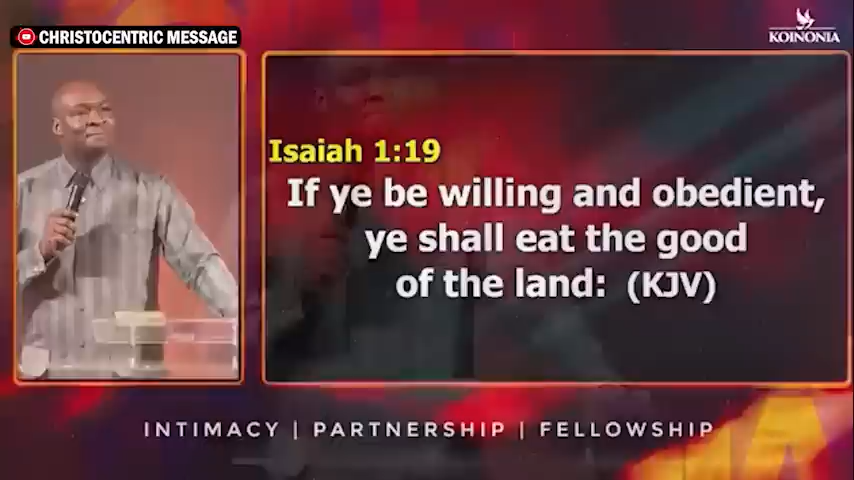 CHRISTOCENTRIC MESSAGE
KOINONIA
Isaiah 1:19
If ye be willing and obedient,
ye shall eat the good
of the land: (KJV)
INTIMACY | PARTNERSHIP | FELLOWSHIP